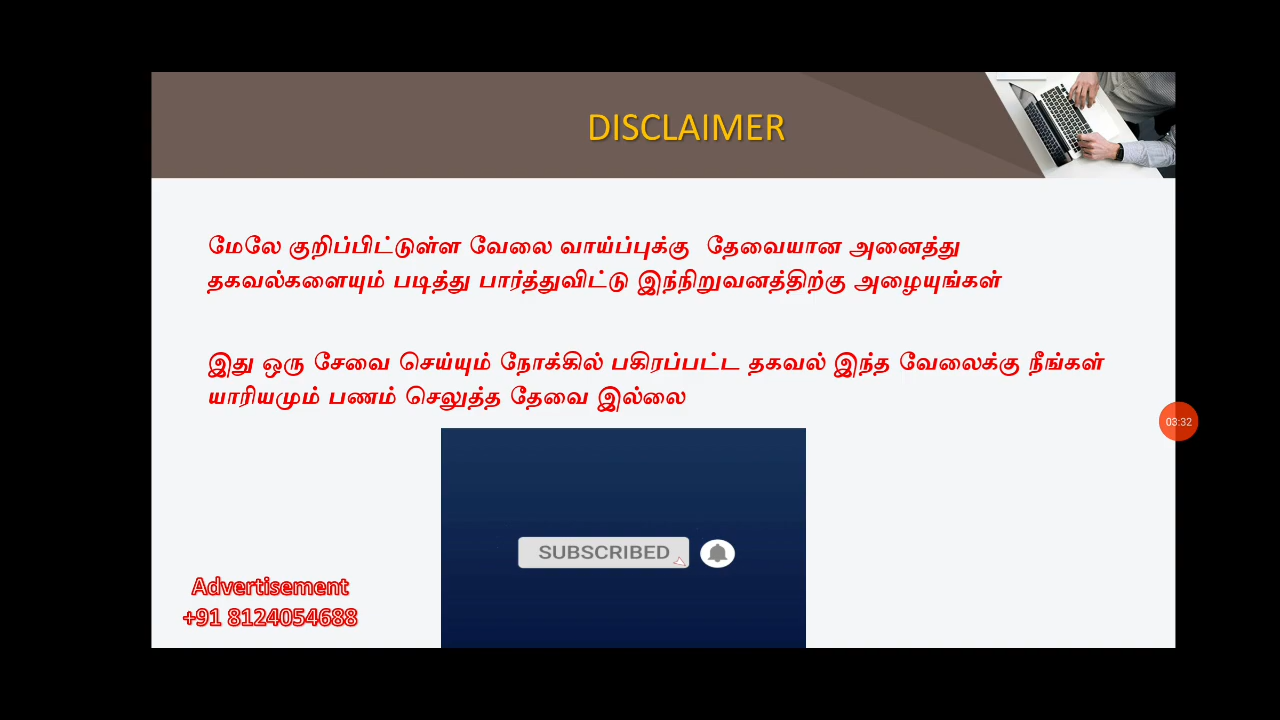 DISCLAIMER
மேலே குறிப்பிட்டுள்ள வேலை வாய்ப்புக்கு தேவையான அனைத்து
தகவல்களையும் படித்து பார்த்துவிட்டு இந்நிறுவனத்திற்கு அழையுங்கள்
இது ஒரு சேவை செய்யும் நோக்கில் பகிரப்பட்ட தகவல் இந்த வேலைக்கு நீங்கள்
யாரியமும் பணம் செலுத்த தேவை இல்லை
03:32
SUBSCRIBED
Advertisement
+91 8124054688